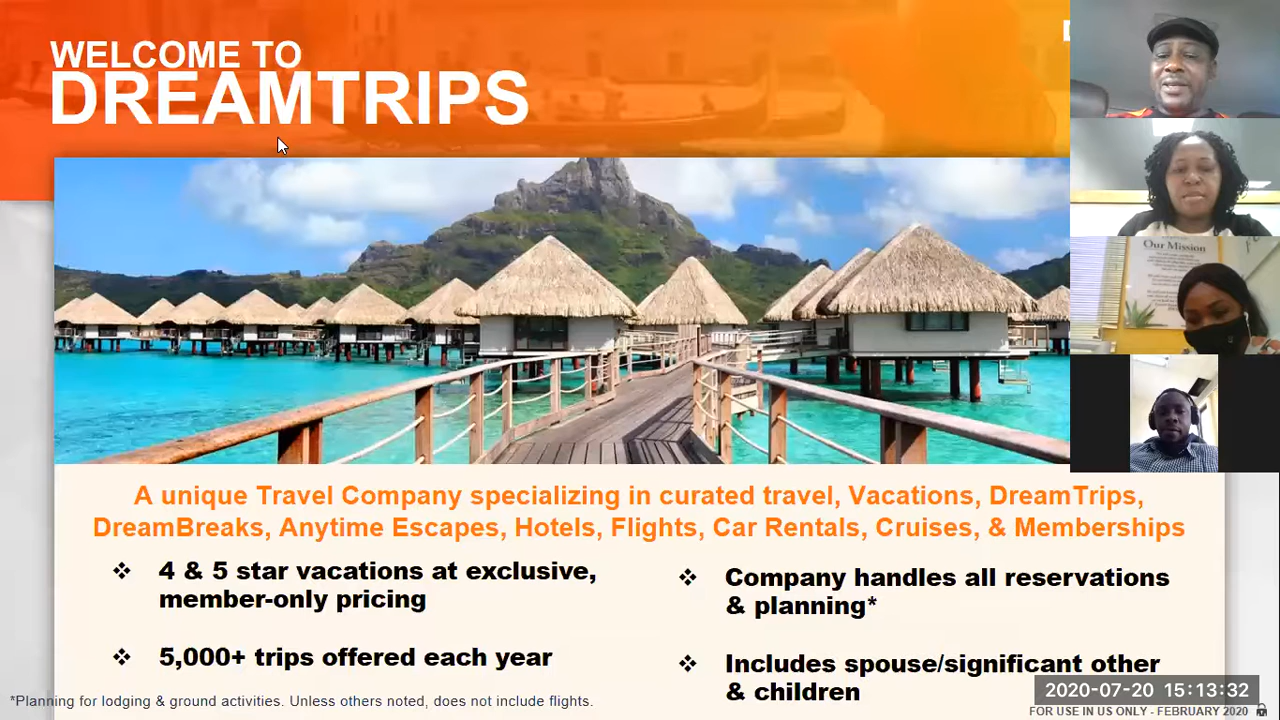 WELCOME TO
DREAMTRIPS
Our Mission
A unique Travel Company specializing in curated travel, Vacations, DreamTrips,
DreamBreaks, Anytime Escapes, Hotels, Flights, Car Rentals, Cruises, & Memberships
❖ 4 & 5 star vacations at exclusive,
member-only pricing
❖ 5,000+ trips offered each year
❖ Company handles all reservations
& planning*
❖ Includes spouse/significant other
& children
*Planning for lodging & ground activities. Unless others noted, does not include flights.
2020-07-20 15:13:32
FOR USE IN US ONLY - FEBRUARY 2020